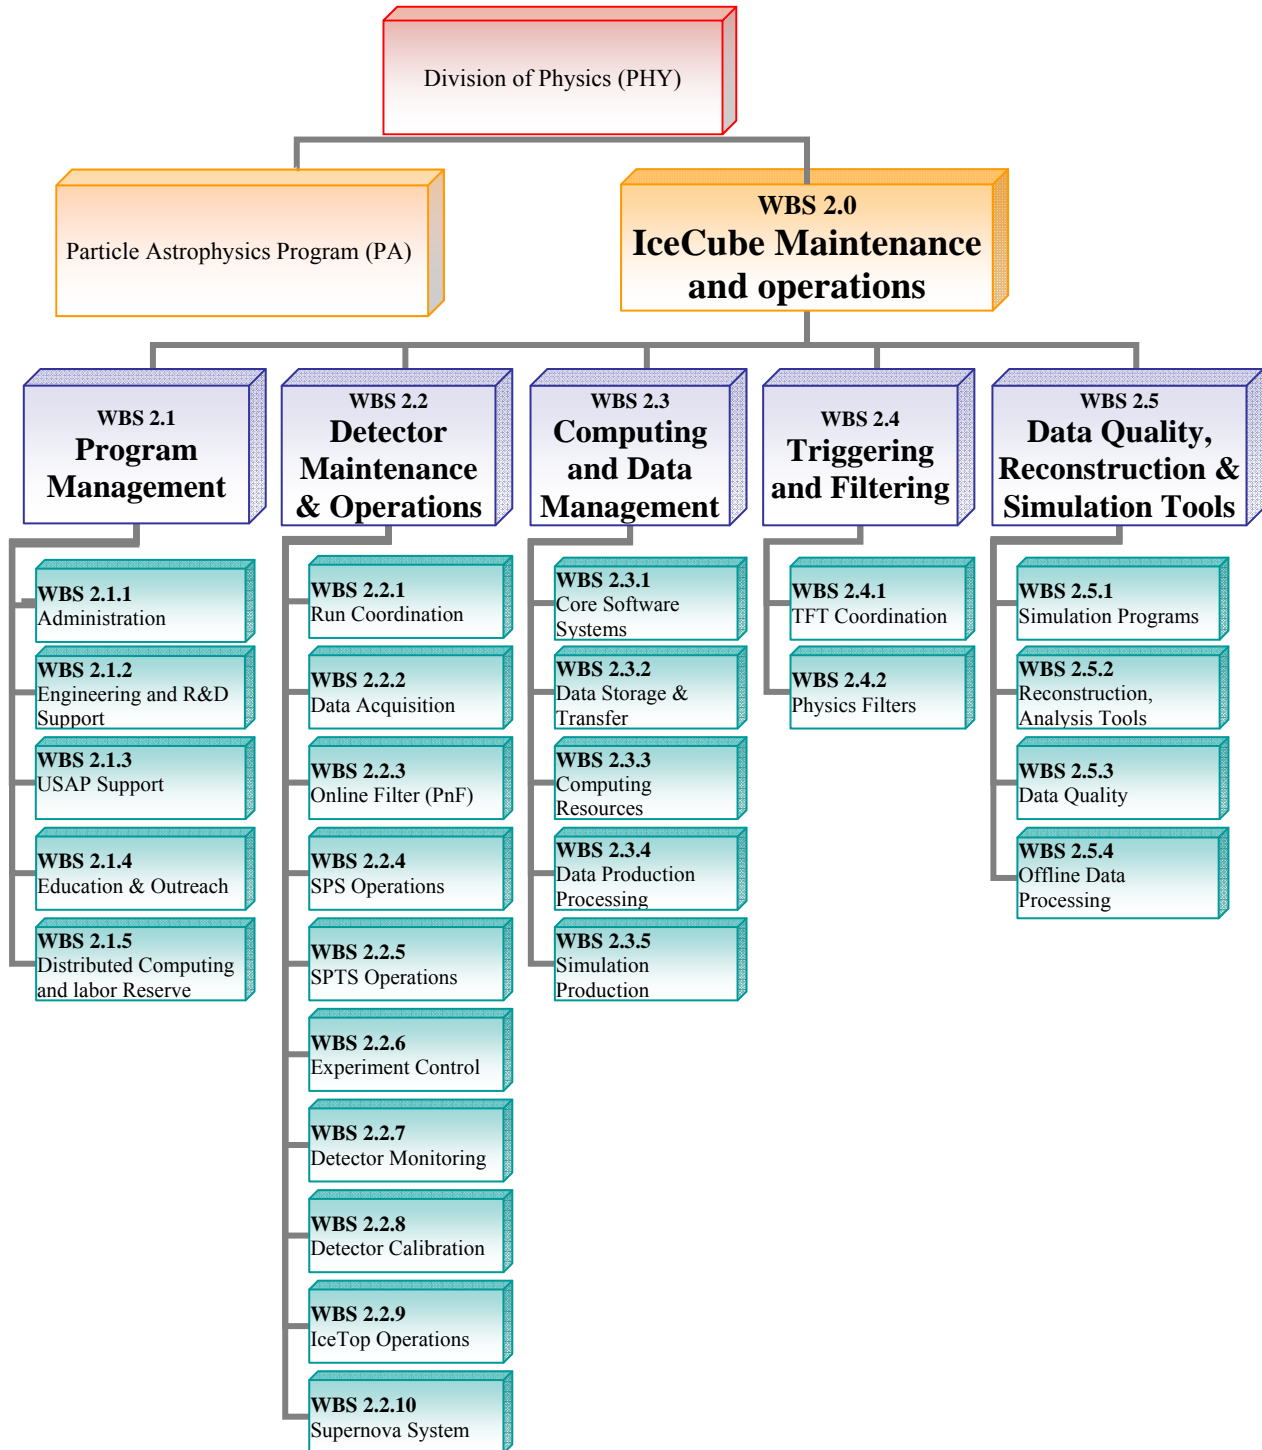 Division of Physics (PHY)
Particle Astrophysics Program (PA)
WBS 2.0
IceCube Maintenance
and operations
WBS 2.1
Program
Management
WBS 2.2
Detector
Maintenance
& Operations
WBS 2.3
Computing
and Data
Management
WBS 2.4
Triggering
and Filtering
WBS 2.5
Data Quality,
Reconstruction &
Simulation Tools
WBS 2.1.1
Administration
WBS 2.1.2
Engineering and R&D
Support
WBS 2.1.3
USAP Support
WBS 2.1.4
Education & Outreach
WBS 2.1.5
Distributed Computing
and labor Reserve
WBS 2.2.1
Run Coordination
WBS 2.2.2
Data Acquisition
WBS 2.2.3
Online Filter (PnF)
WBS 2.2.4
SPS Operations
WBS 2.2.5
SPTS Operations
WBS 2.2.6
Experiment Control
WBS 2.2.7
Detector Monitoring
WBS 2.2.8
Detector Calibration
WBS 2.2.9
IceTop Operations
WBS 2.2.10
Supernova System
WBS 2.3.1
Core Software
Systems
WBS 2.3.2
Data Storage &
Transfer
WBS 2.3.3
Computing
Resources
WBS 2.3.4
Data Production
Processing
WBS 2.3.5
Simulation
Production
WBS 2.4.1
TFT Coordination
WBS 2.4.2
Physics Filters
WBS 2.5.1
Simulation Programs
WBS 2.5.2
Reconstruction,
Analysis Tools
WBS 2.5.3
Data Quality
WBS 2.5.4
Offline Data
Processing